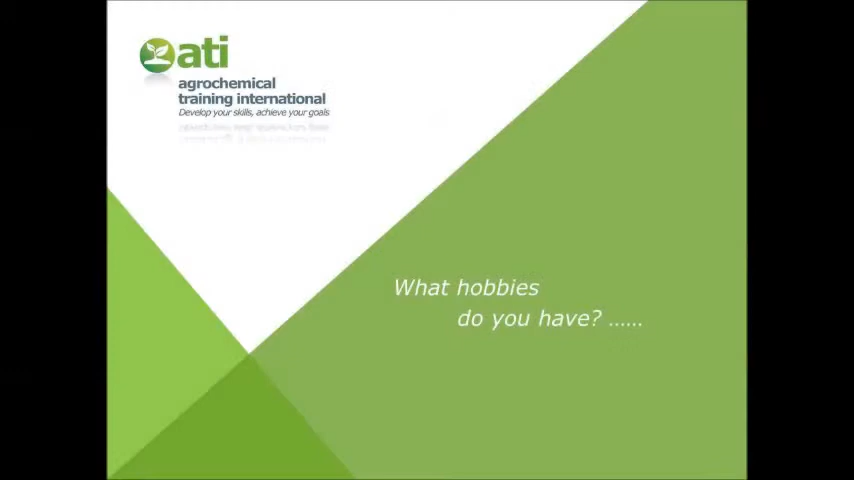 ati
agrochemical
training international
Develop your skills, achieve your goals
What hobbies
do you have? ......